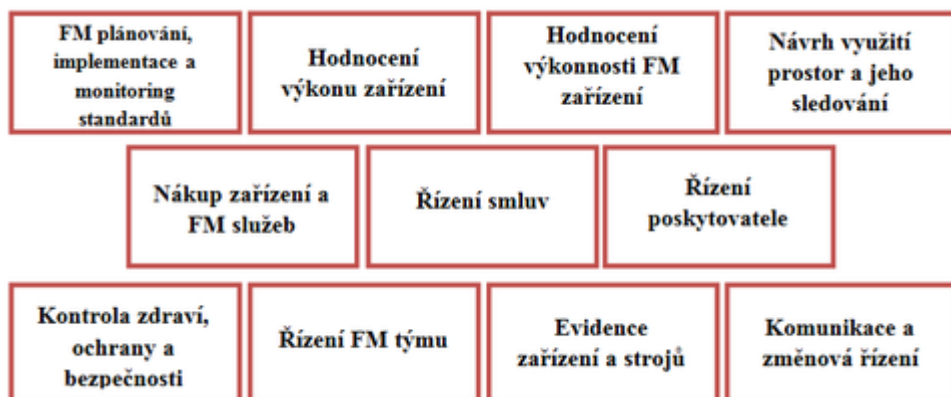 FM plánování,
implementace a
monitoring
standardů
Hodnocení
výkonu zařízení
Hodnocení
výkonnosti FM
zařízení
Návrh využití
prostor a jeho
sledování
Nákup zařízení a
FM služeb
Řízení smluv
Řízení
poskytovatele
Kontrola zdraví,
ochrany a
bezpečnosti
Řízení FM týmu
Evidence
zařízení a strojů
Komunikace a
změnová řízení